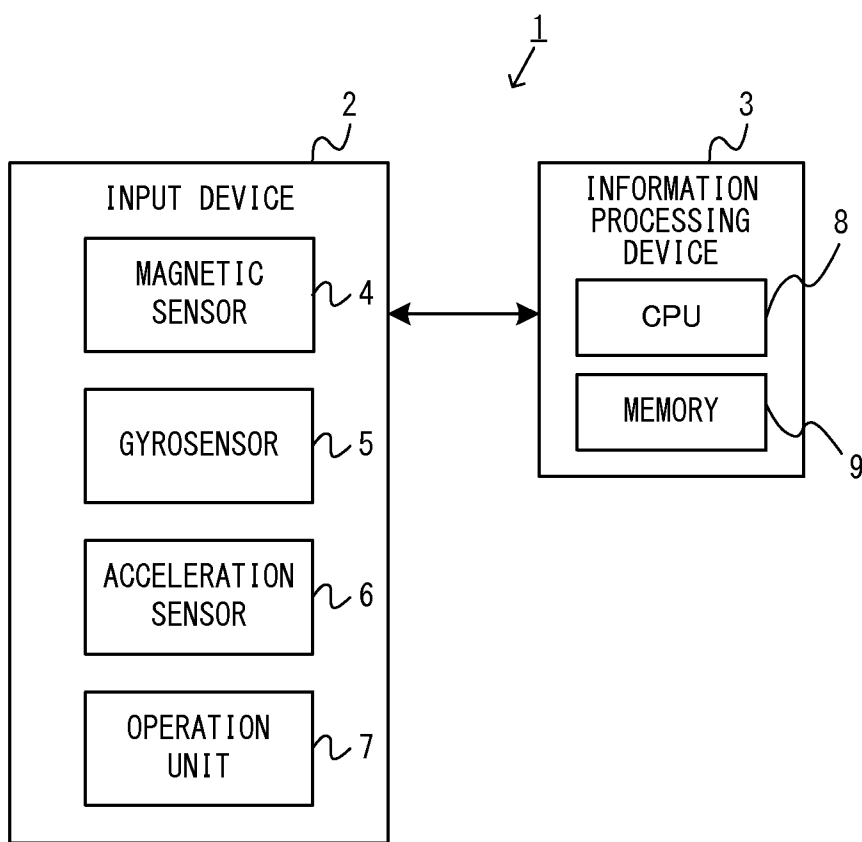 1
2
3
INPUT DEVICE
INFORMATION
PROCESSING
DEVICE
8
MAGNETIC
SENSOR
4
CPU
GYROSENSOR
5
MEMORY
9
ACCELERATION
SENSOR
6
OPERATION
UNIT
7